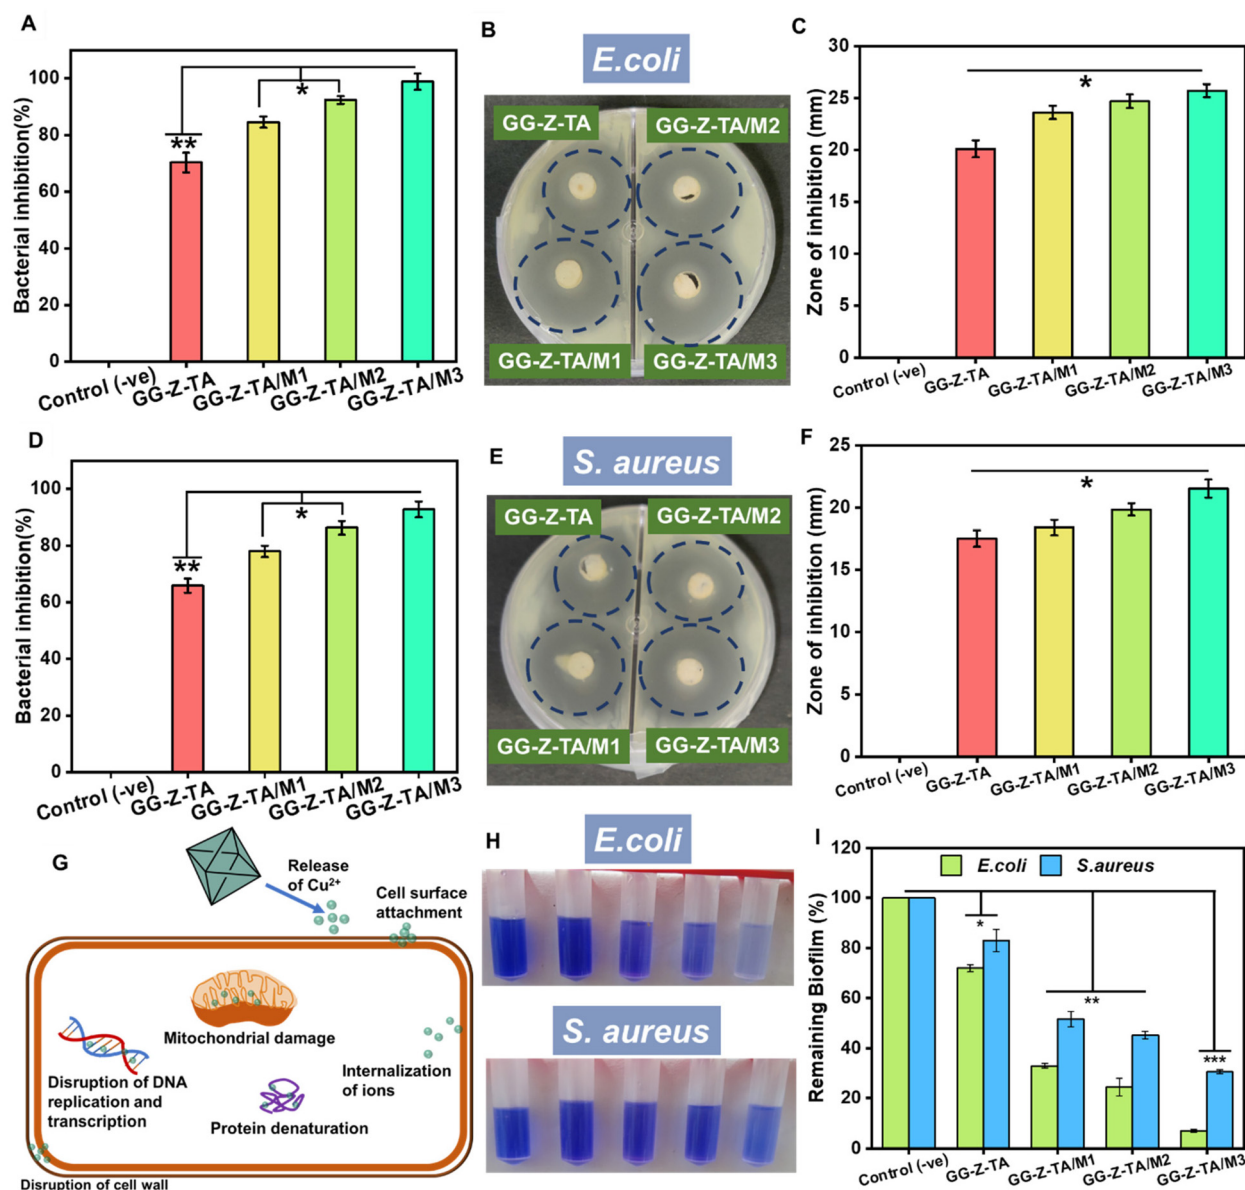 A
Bacterial inhibition(%)
100
80
60
40
20
0
**
*
Control (-ve)
GG-Z-TA
GG-Z-TA/M1
GG-Z-TA/M2
GG-Z-TA/M3
B
E.coli
GG-Z-TA
GG-Z-TA/M2
GG-Z-TA/M1
GG-Z-TA/M3
C
Zone of inhibition (mm)
30
25
20
15
10
5
0
*
Control (-ve)
GG-Z-TA
GG-Z-TA/M1
GG-Z-TA/M2
GG-Z-TA/M3
D
Bacterial inhibition(%)
100
80
60
40
20
0
**
*
Control (-ve)
GG-Z-TA
GG-Z-TA/M1
GG-Z-TA/M2
GG-Z-TA/M3
E
S. aureus
GG-Z-TA
GG-Z-TA/M2
GG-Z-TA/M1
GG-Z-TA/M3
F
Zone of inhibition (mm)
25
20
15
10
5
0
*
Control (-ve)
GG-Z-TA
GG-Z-TA/M1
GG-Z-TA/M2
GG-Z-TA/M3
G
Release
of Cu²⁺
Cell surface
attachment
Mitochondrial damage
Disruption of DNA
replication and
transcription
Internalization
of ions
Protein denaturation
Disruption of cell wall
H
E.coli
S. aureus
I
Remaining Biofilm (%)
120
100
80
60
40
20
0
E.coli
S.aureus
*
**
***
Control (-ve)
GG-Z-TA
GG-Z-TA/M1
GG-Z-TA/M2
GG-Z-TA/M3